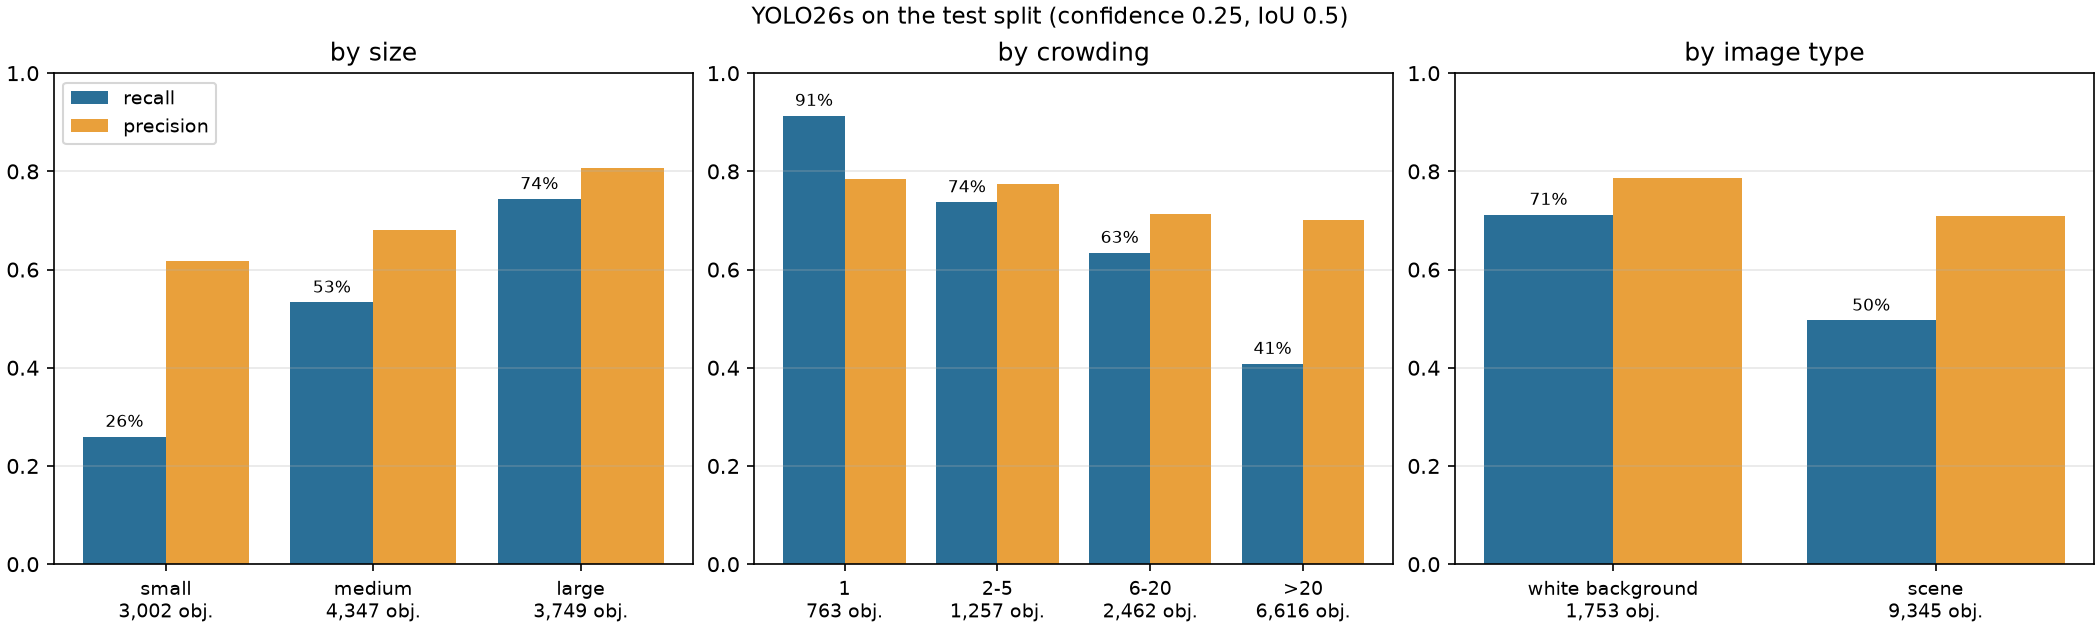 YOLO26s on the test split (confidence 0.25, IoU 0.5)
by size
1.0
0.8
0.6
0.4
0.2
0.0
recall
precision
26%
53%
74%
small
3,002 obj.
medium
4,347 obj.
large
3,749 obj.
by crowding
1.0
0.8
0.6
0.4
0.2
0.0
91%
74%
63%
41%
1
763 obj.
2-5
1,257 obj.
6-20
2,462 obj.
>20
6,616 obj.
by image type
1.0
0.8
0.6
0.4
0.2
0.0
71%
50%
white background
1,753 obj.
scene
9,345 obj.